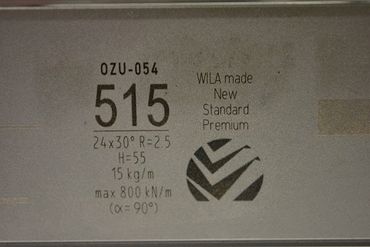 OZU-054
515
24x30° R=2.5
H=55
15 kg/m
max 800 kN/m
(α=90°)
WILA made
New
Standard
Premium